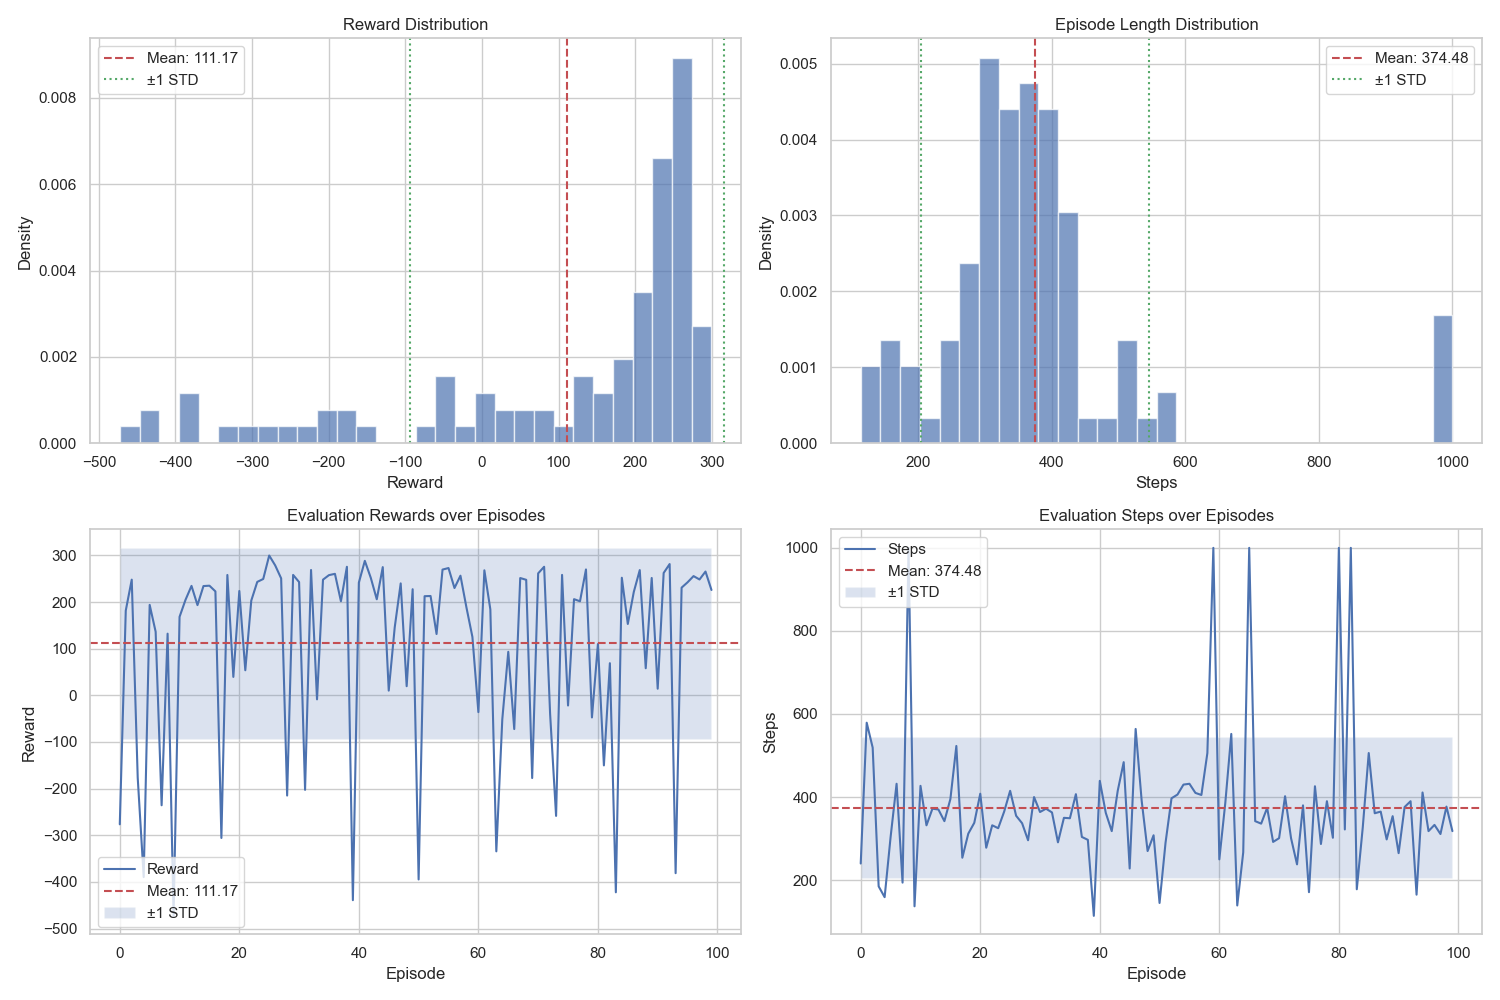 Reward Distribution
Mean: 111.17
±1 STD
0.008
0.006
0.004
0.002
0.000
Density
−500 −400 −300 −200 −100 0 100 200 300
Reward
Episode Length Distribution
Mean: 374.48
±1 STD
0.005
0.004
0.003
0.002
0.001
0.000
Density
200 400 600 800 1000
Steps
Evaluation Rewards over Episodes
300
200
100
0
−100
−200
−300
−400
−500
Reward
Reward
Mean: 111.17
±1 STD
0 20 40 60 80 100
Episode
Evaluation Steps over Episodes
Steps
Mean: 374.48
±1 STD
1000
800
600
400
200
Steps
0 20 40 60 80 100
Episode